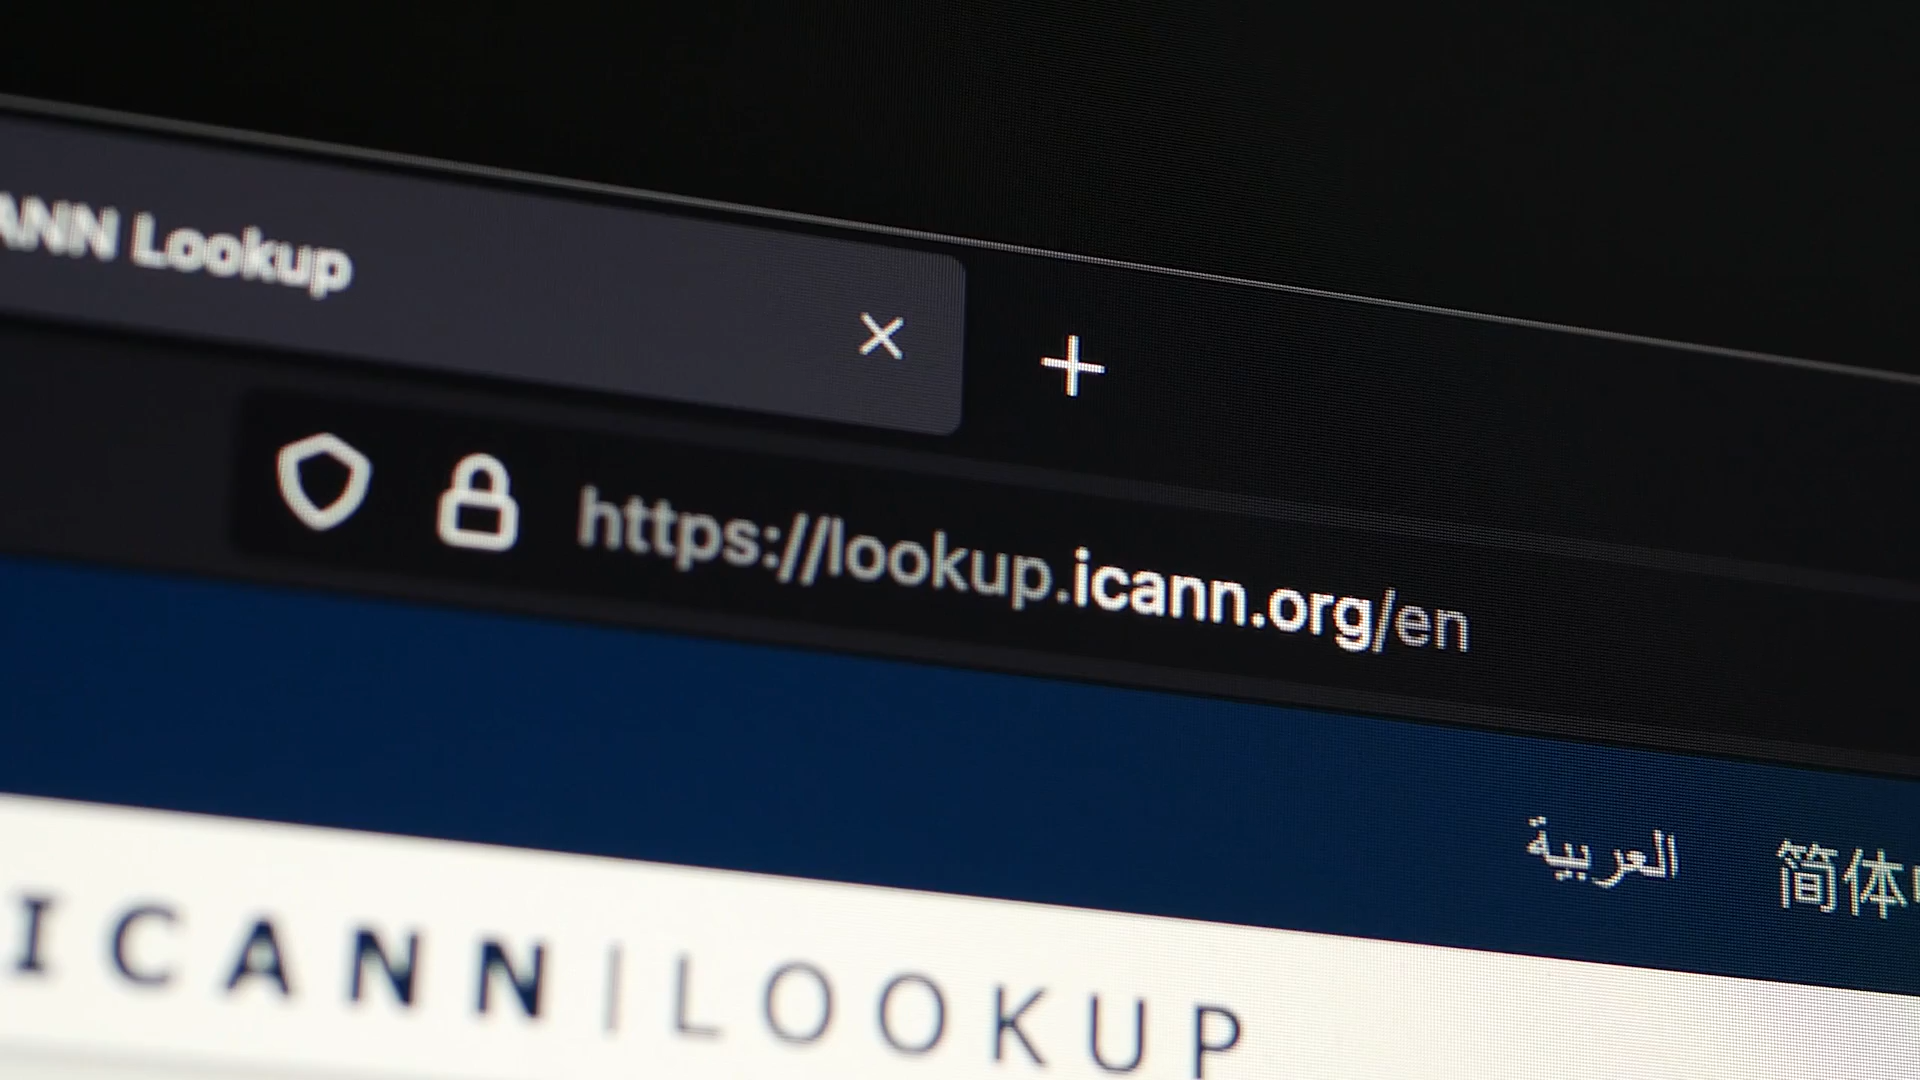 ANN Lookup
https://lookup.icann.org/en
العربية 简体
ICANN|LOOKUP